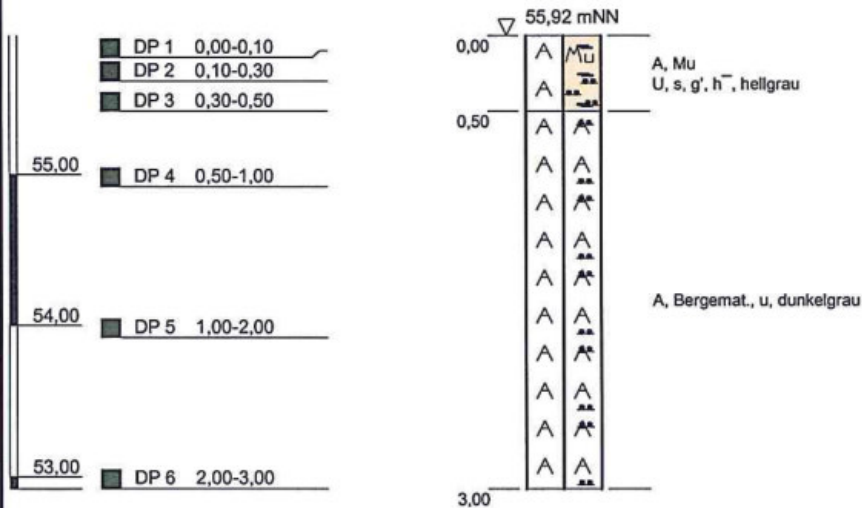 55,92 mNN
DP 1 0,00-0,10
DP 2 0,10-0,30
DP 3 0,30-0,50
55,00
DP 4 0,50-1,00
54,00
DP 5 1,00-2,00
53,00
DP 6 2,00-3,00
0,00
0,50
3,00
A Mu
A
A A
A A
A A
A A
A A
A A
A A
A A
A A
A A
A, Mu
U, s, g', h¯, hellgrau
A, Bergemat., u, dunkelgrau